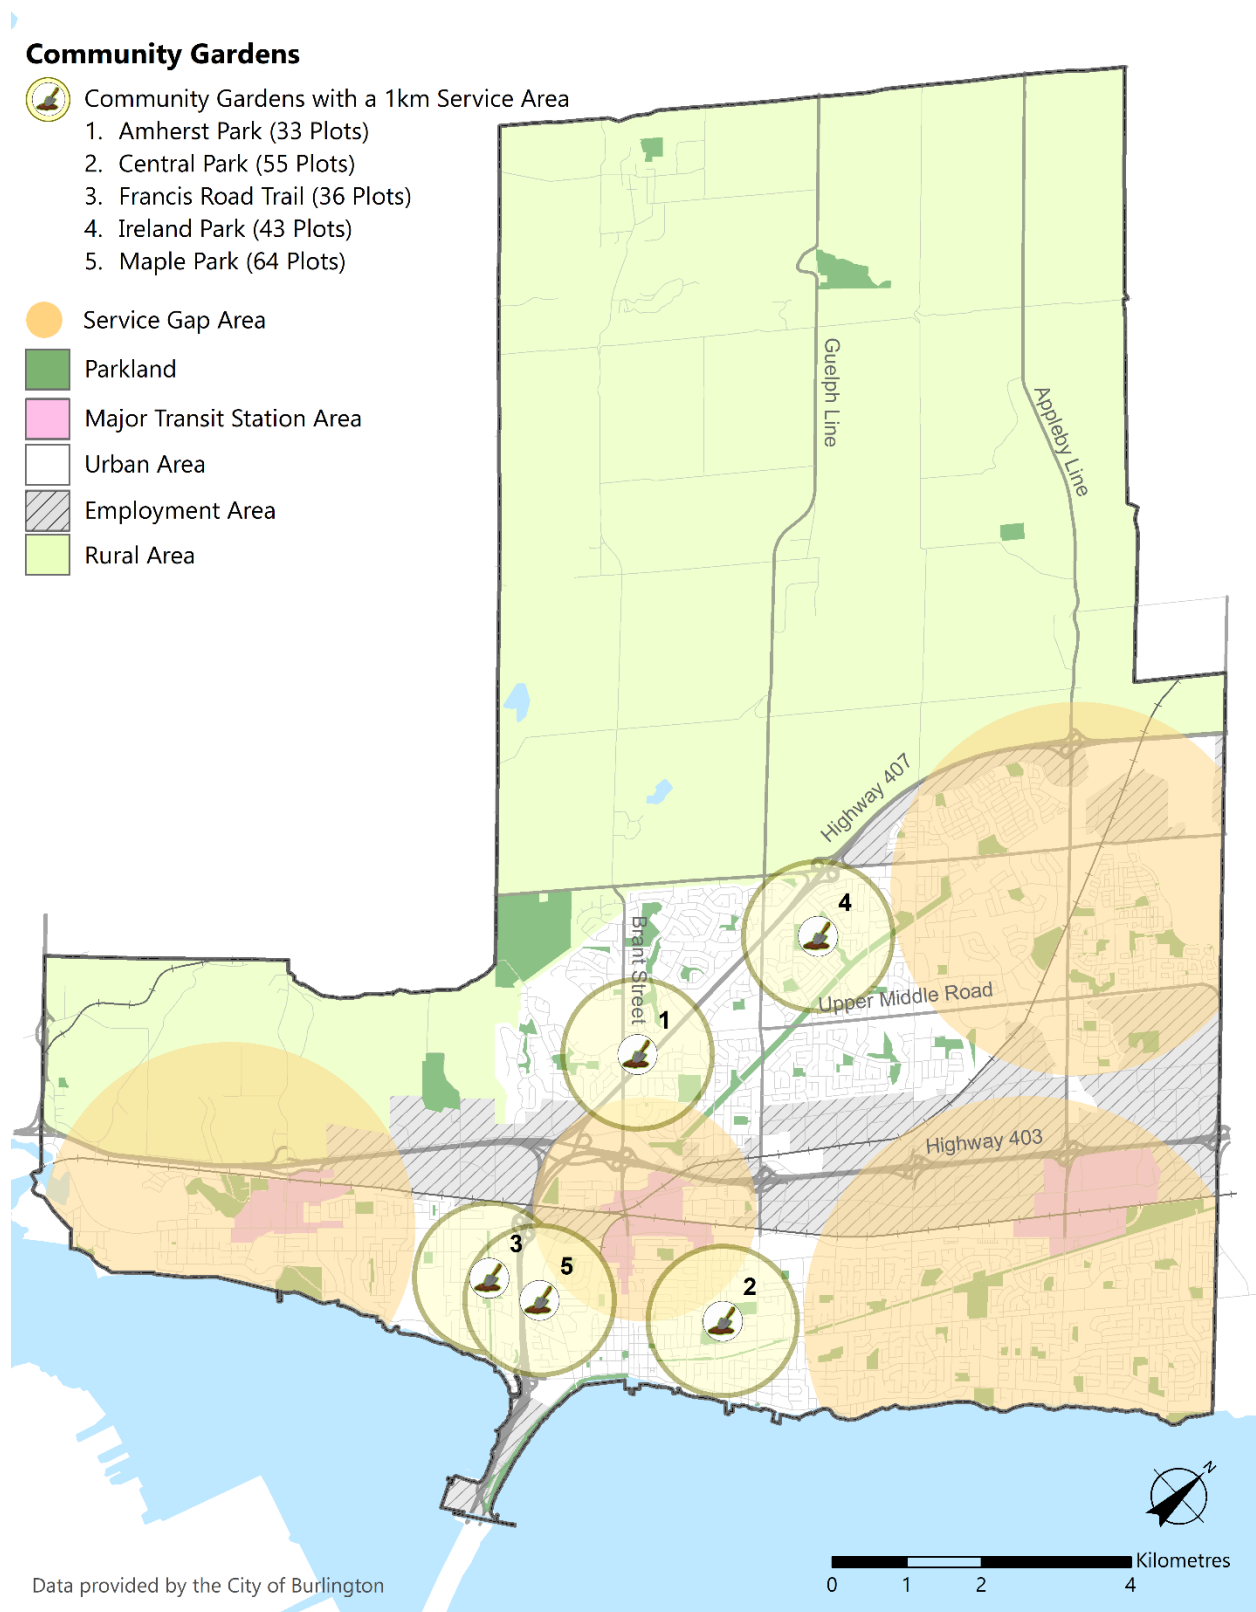 Community Gardens
Community Gardens with a 1km Service Area
1. Amherst Park (33 Plots)
2. Central Park (55 Plots)
3. Francis Road Trail (36 Plots)
4. Ireland Park (43 Plots)
5. Maple Park (64 Plots)
Service Gap Area
Parkland
Major Transit Station Area
Urban Area
Employment Area
Rural Area
Guelph Line
Appleby Line
Highway 407
4
Brant Street
Upper Middle Road
1
Highway 403
3
5
2
N
Kilometres
0 1 2 4
Data provided by the City of Burlington